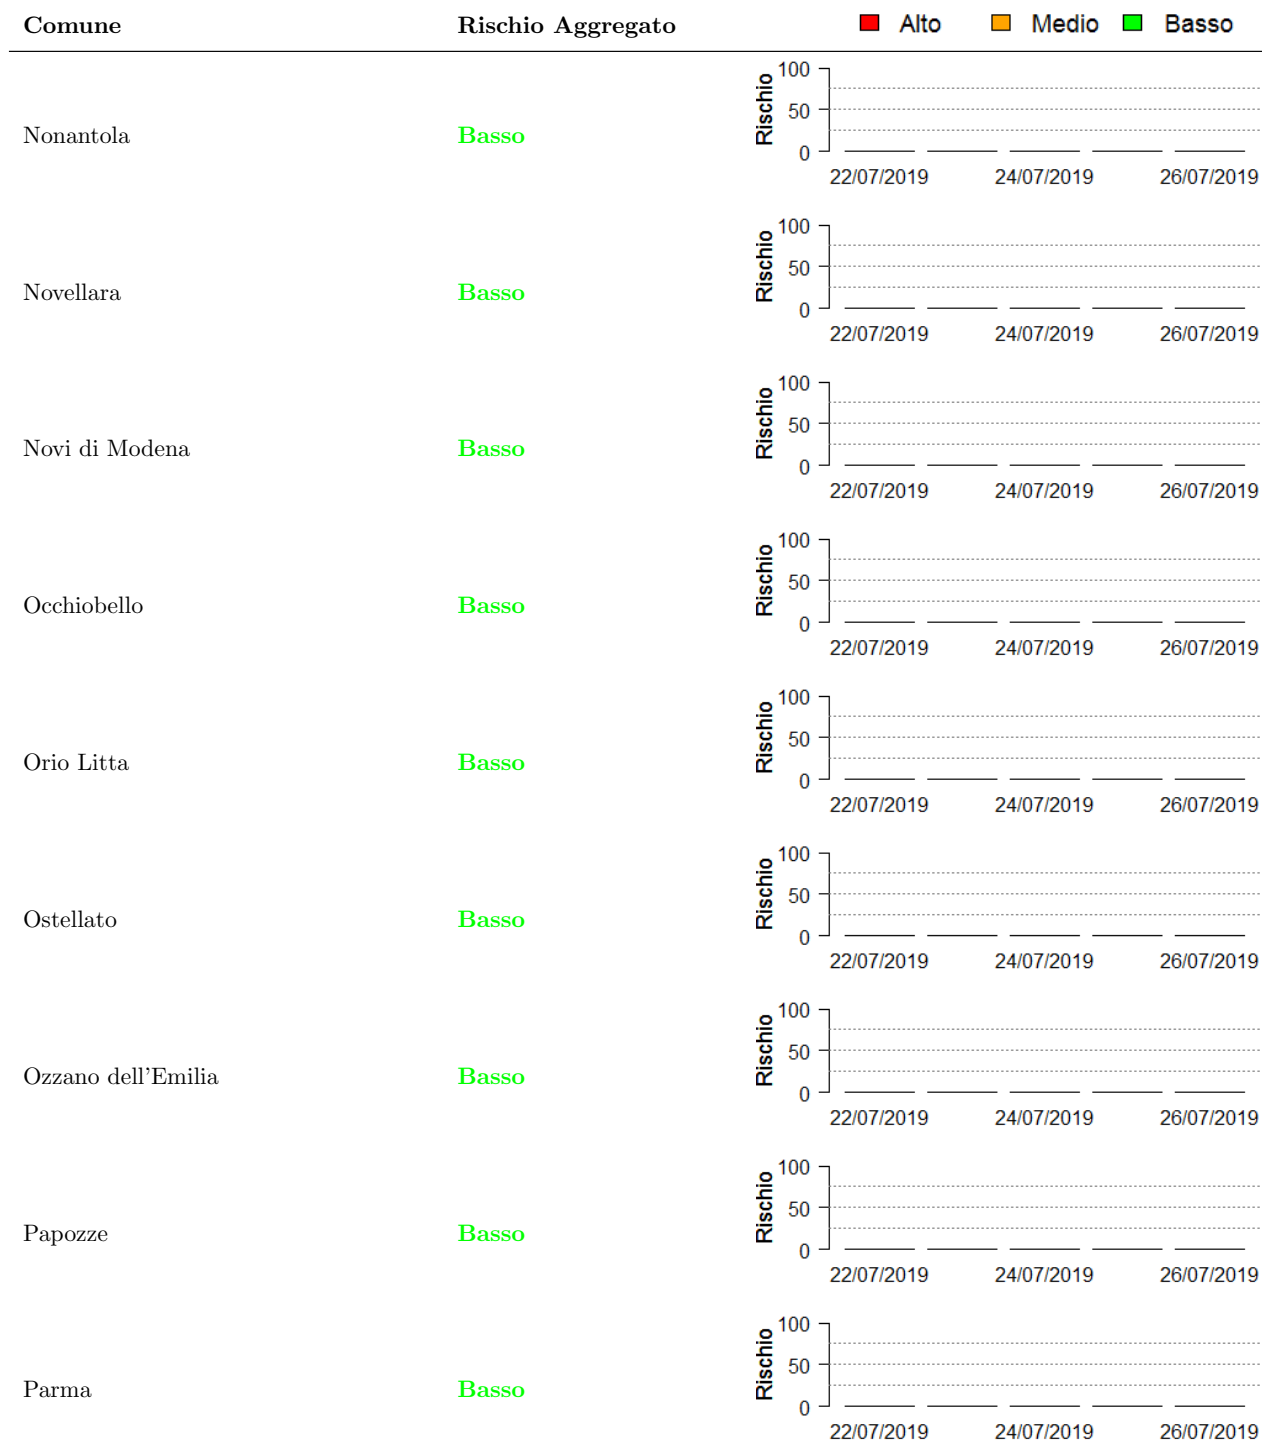 Comune Rischio Aggregato Alto Medio Basso
Nonantola Basso Rischio 100 50 0
22/07/2019 24/07/2019 26/07/2019
Novellara Basso Rischio 100 50 0
22/07/2019 24/07/2019 26/07/2019
Novi di Modena Basso Rischio 100 50 0
22/07/2019 24/07/2019 26/07/2019
Occhiobello Basso Rischio 100 50 0
22/07/2019 24/07/2019 26/07/2019
Orio Litta Basso Rischio 100 50 0
22/07/2019 24/07/2019 26/07/2019
Ostellato Basso Rischio 100 50 0
22/07/2019 24/07/2019 26/07/2019
Ozzano dell'Emilia Basso Rischio 100 50 0
22/07/2019 24/07/2019 26/07/2019
Papozze Basso Rischio 100 50 0
22/07/2019 24/07/2019 26/07/2019
Parma Basso Rischio 100 50 0
22/07/2019 24/07/2019 26/07/2019